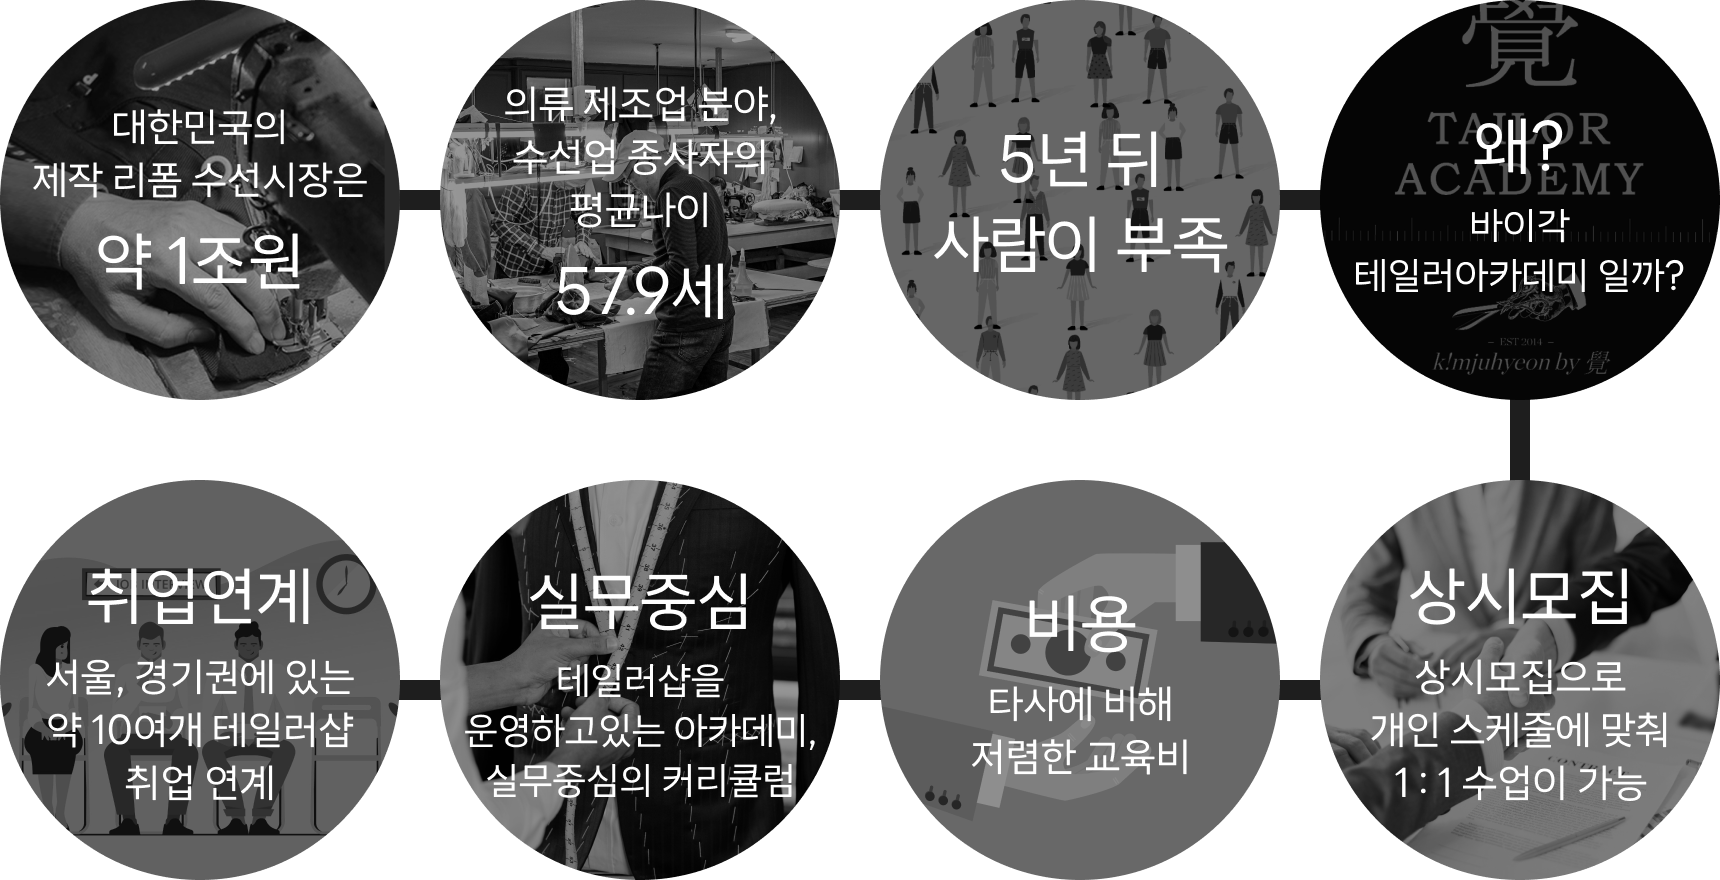 대한민국의
제작 리폼 수선시장은
약 1조원
의류 제조업 분야,
수선업 종사자의
평균나이
57.9세
5년 뒤
사람이 부족
覺
TAILOR
ACADEMY
왜?
바이각
테일러아카데미 일까?
– EST 2014 –
k!mjuhyeon by 覺
취업연계
서울, 경기권에 있는
약 10여개 테일러샵
취업 연계
JOB INTERVIEW
실무중심
테일러샵을
운영하고있는 아카데미,
실무중심의 커리큘럼
비용
타사에 비해
저렴한 교육비
상시모집
상시모집으로
개인 스케줄에 맞춰
1 : 1 수업이 가능